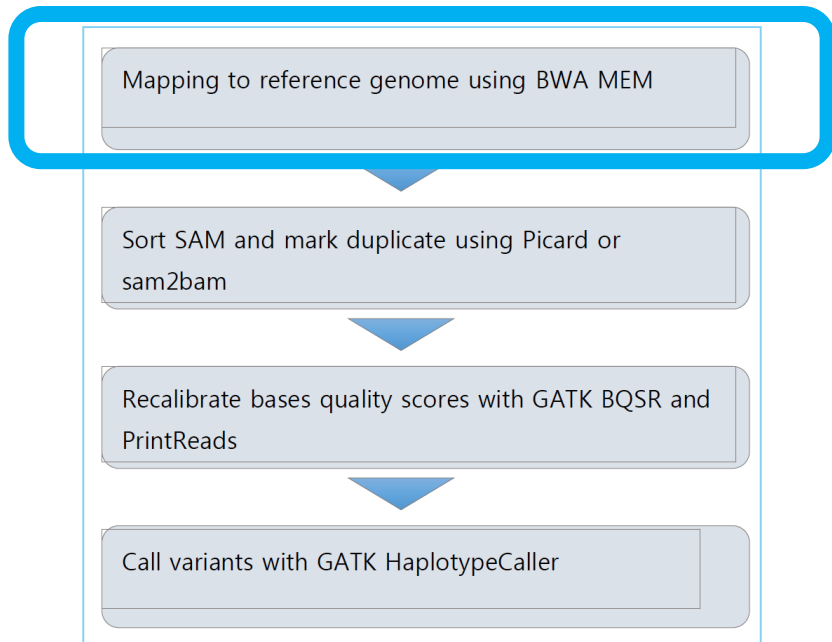 Mapping to reference genome using BWA MEM
Sort SAM and mark duplicate using Picard or
sam2bam
Recalibrate bases quality scores with GATK BQSR and
PrintReads
Call variants with GATK HaplotypeCaller